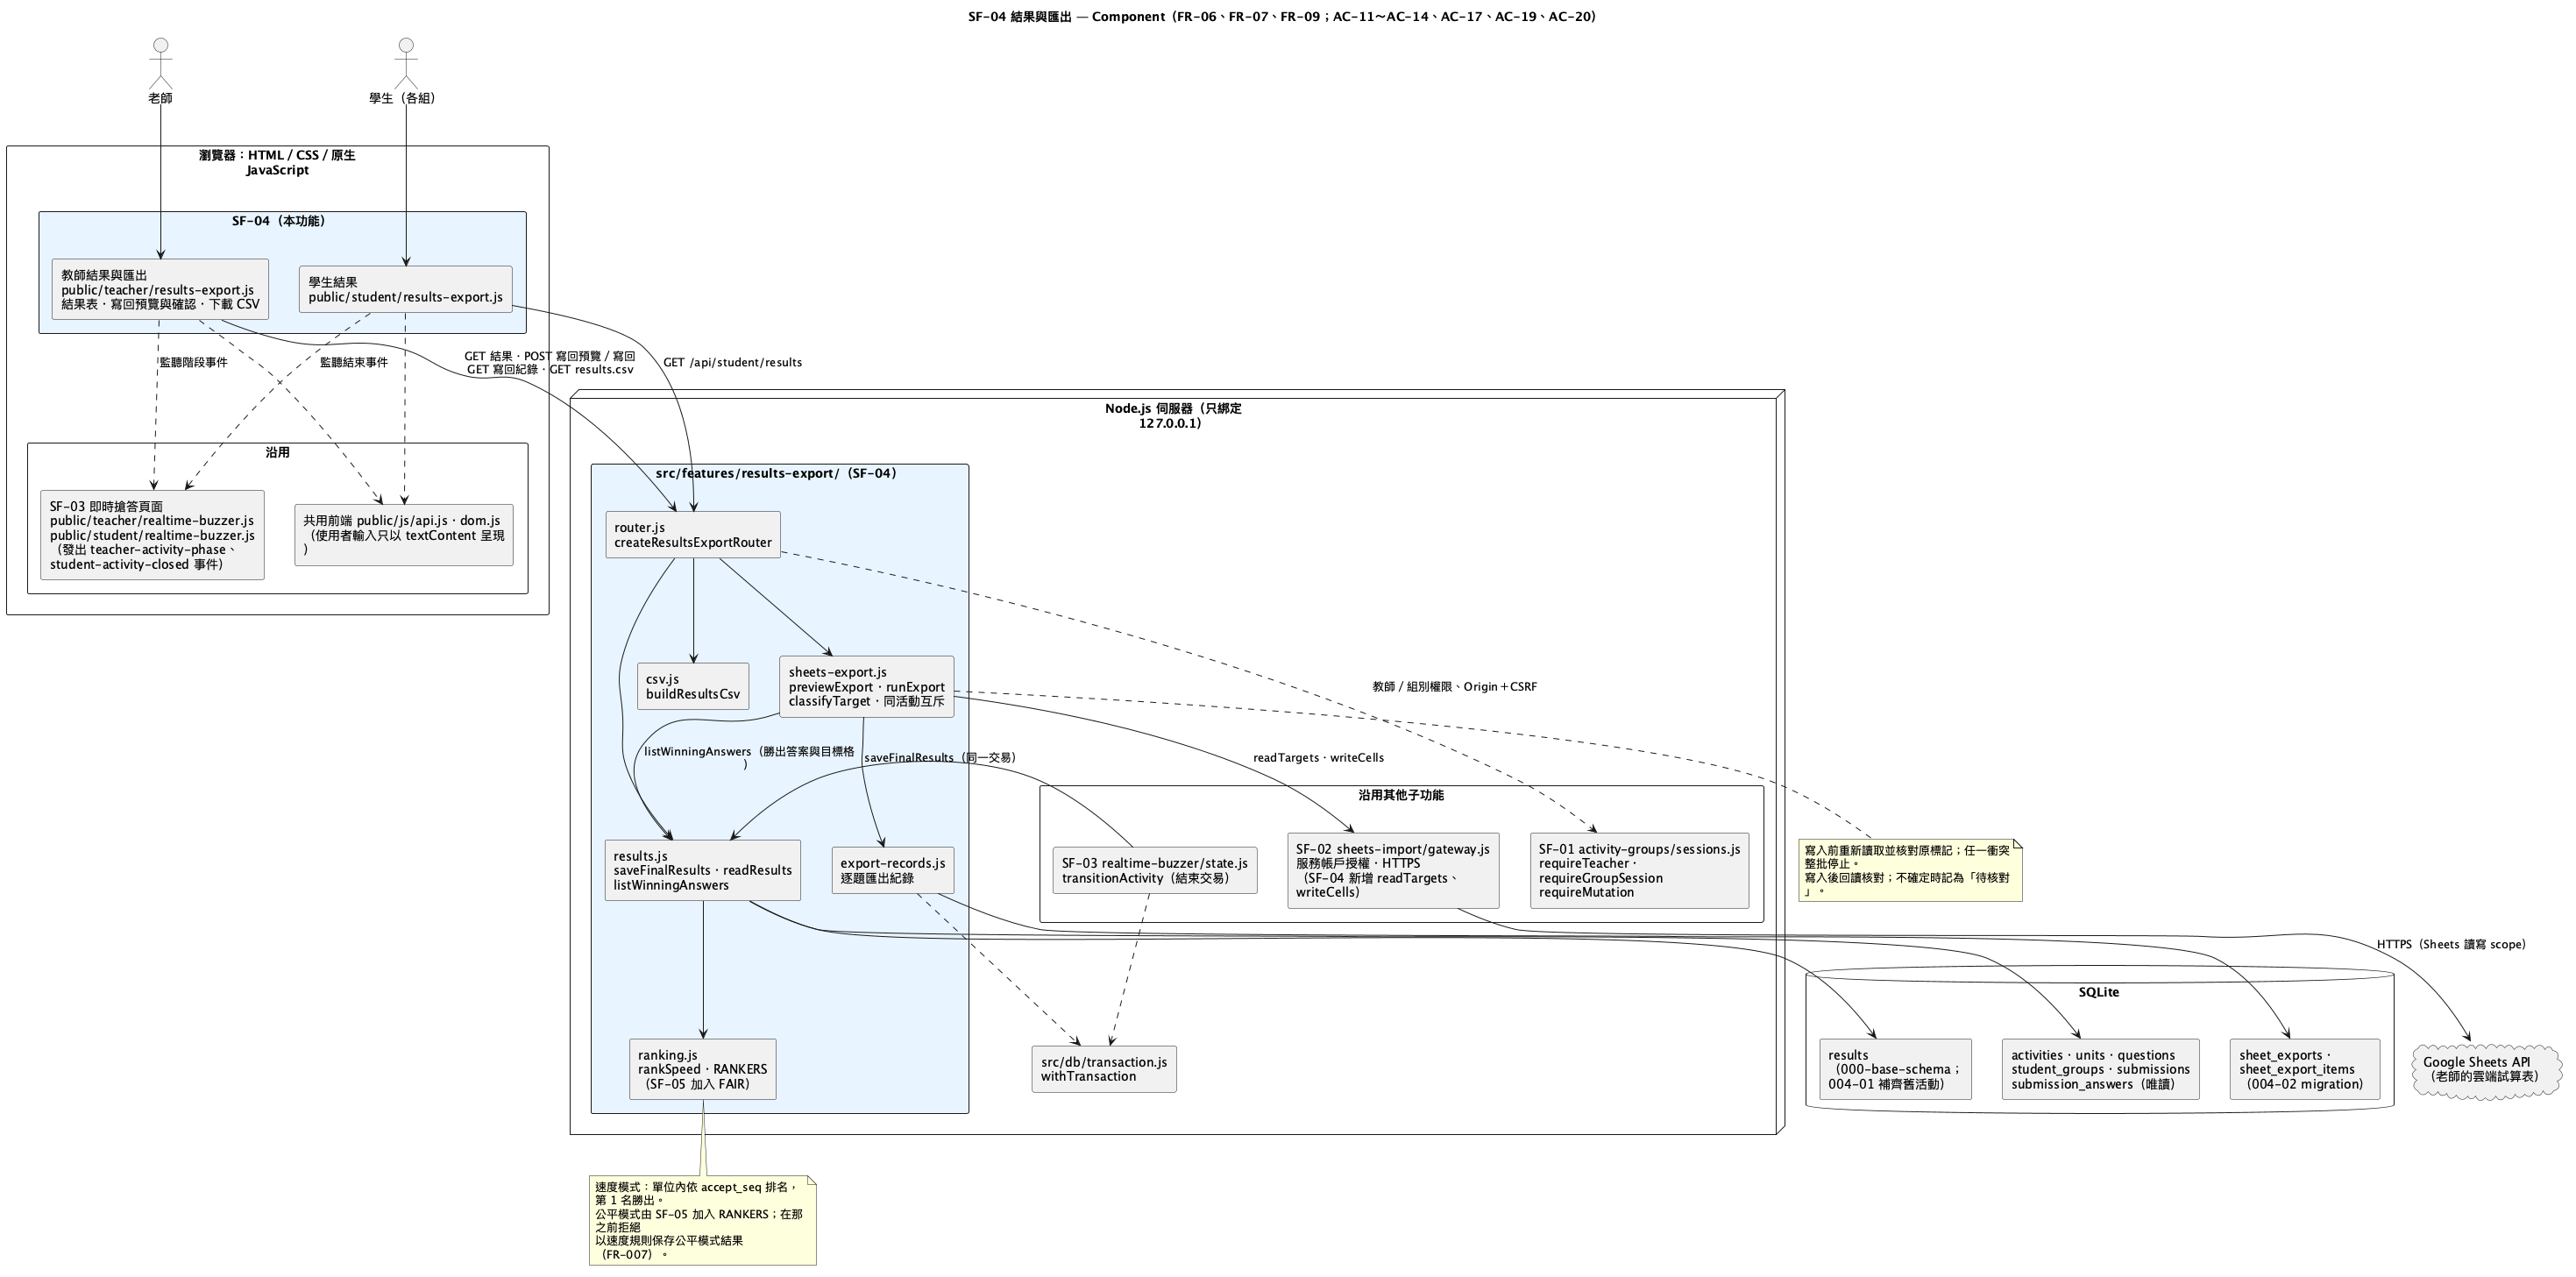 SF-04 結果與匯出 — Component（FR-06、FR-07、FR-09；AC-11～AC-14、AC-17、AC-19、AC-20）
老師
學生（各組）
瀏覽器：HTML / CSS / 原生
JavaScript
SF-04（本功能）
教師結果與匯出
public/teacher/results-export.js
結果表．寫回預覽與確認．下載 CSV
學生結果
public/student/results-export.js
監聽階段事件
監聽結束事件
GET 結果．POST 寫回預覽 / 寫回
GET 寫回紀錄．GET results.csv
GET /api/student/results
沿用
SF-03 即時搶答頁面
public/teacher/realtime-buzzer.js
public/student/realtime-buzzer.js
（發出 teacher-activity-phase、
student-activity-closed 事件）
共用前端 public/js/api.js．dom.js
（使用者輸入只以 textContent 呈現
）
Node.js 伺服器（只綁定
127.0.0.1）
src/features/results-export/（SF-04）
router.js
createResultsExportRouter
csv.js
buildResultsCsv
sheets-export.js
previewExport．runExport
classifyTarget．同活動互斥
教師 / 組別權限、Origin＋CSRF
listWinningAnswers（勝出答案與目標格
）
saveFinalResults（同一交易）
readTargets．writeCells
沿用其他子功能
results.js
saveFinalResults．readResults
listWinningAnswers
export-records.js
逐題匯出紀錄
SF-03 realtime-buzzer/state.js
transitionActivity（結束交易）
SF-02 sheets-import/gateway.js
服務帳戶授權．HTTPS
（SF-04 新增 readTargets、
writeCells）
SF-01 activity-groups/sessions.js
requireTeacher．
requireGroupSession
requireMutation
寫入前重新讀取並核對原標記；任一衝突
整批停止。
寫入後回讀核對；不確定時記為「待核對
」。
HTTPS（Sheets 讀寫 scope）
ranking.js
rankSpeed．RANKERS
（SF-05 加入 FAIR）
src/db/transaction.js
withTransaction
SQLite
results
（000-base-schema；
004-01 補齊舊活動）
activities．units．questions
student_groups．submissions
submission_answers（唯讀）
sheet_exports．
sheet_export_items
（004-02 migration）
Google Sheets API
（老師的雲端試算表）
速度模式：單位內依 accept_seq 排名，
第 1 名勝出。
公平模式由 SF-05 加入 RANKERS；在那
之前拒絕
以速度規則保存公平模式結果
（FR-007）。